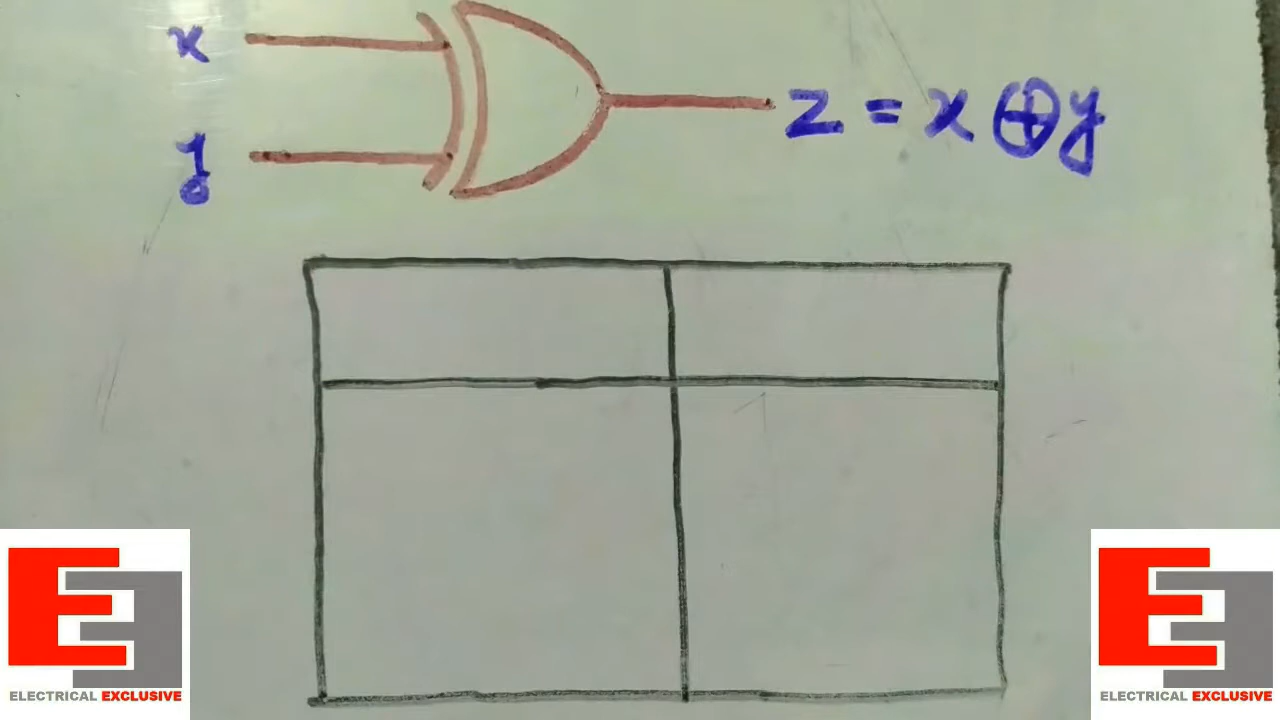 x
z = x ⊕ y
y
ELECTRICAL EXCLUSIVE
ELECTRICAL EXCLUSIVE